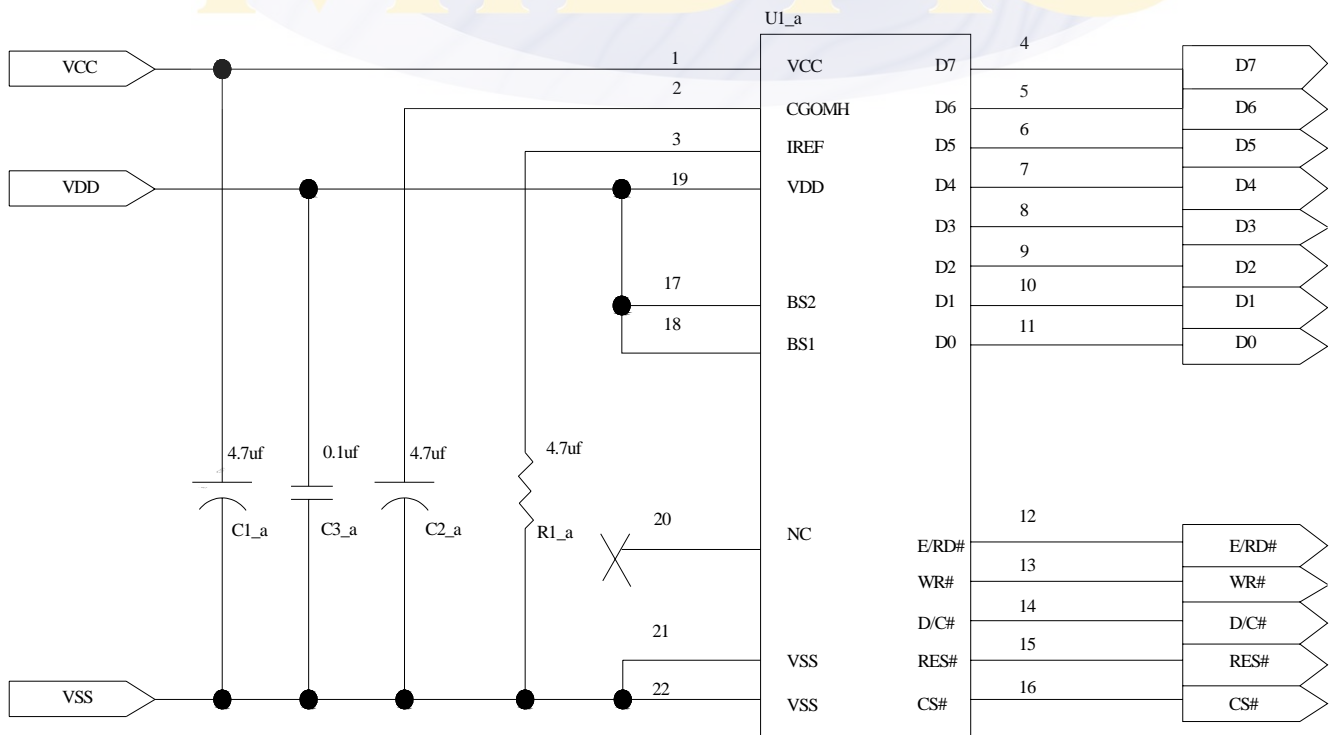 U1_a
VCC
1
VCC
D7
4
D7
2
CGOMH
D6
5
D6
3
IREF
D5
6
D5
VDD
19
VDD
D4
7
D4
D3
8
D3
D2
9
D2
17
BS2
D1
10
D1
18
BS1
D0
11
D0
4.7uf
0.1uf
4.7uf
4.7uf
C1_a
C3_a
C2_a
R1_a
20
NC
E/RD#
12
E/RD#
WR#
13
WR#
D/C#
14
D/C#
21
VSS
RES#
15
RES#
VSS
22
VSS
CS#
16
CS#